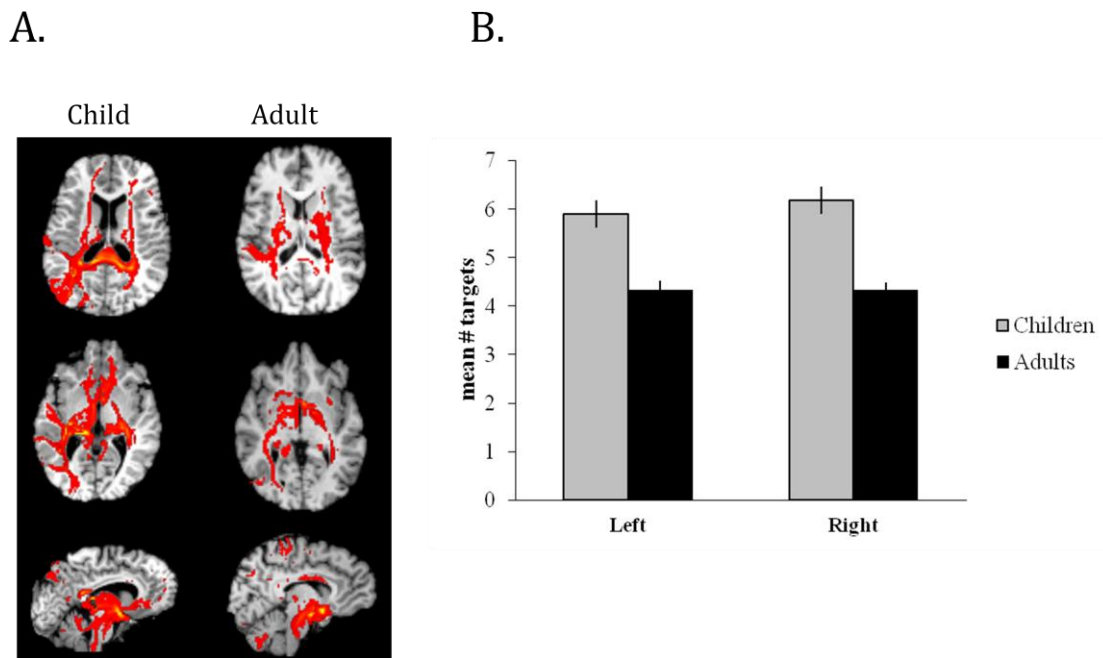 A.
B.
Child Adult
7
6
5
4
3
2
1
0
mean # targets
Left Right
Children
Adults